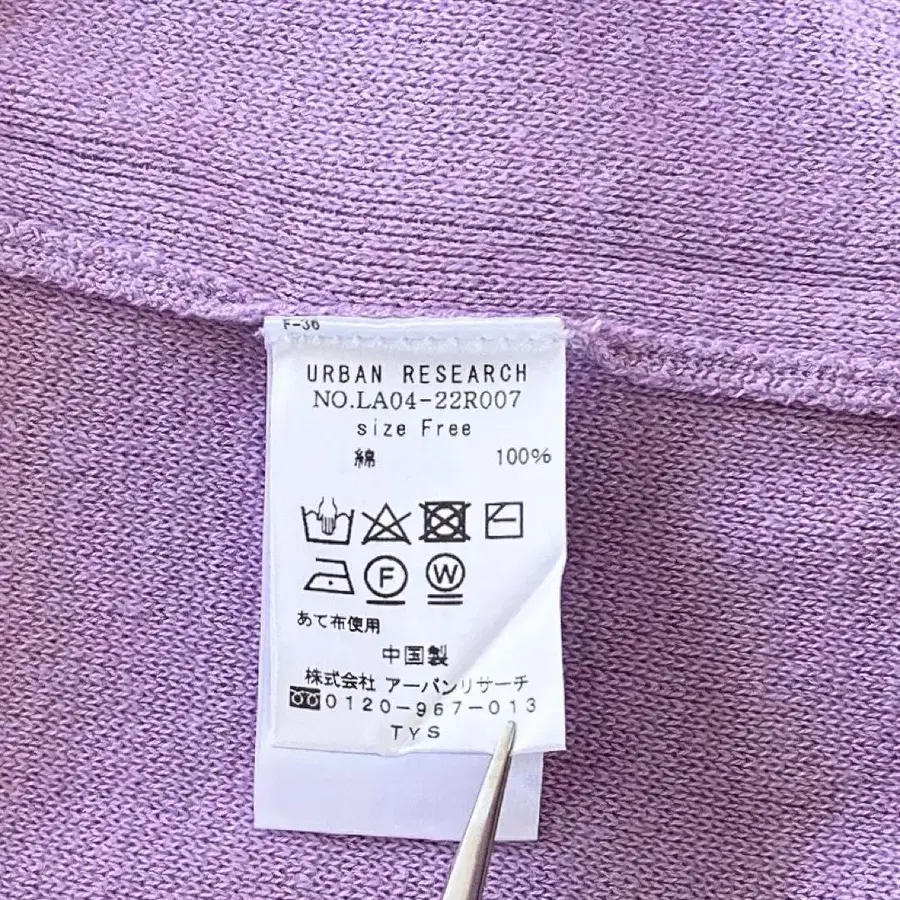 F-36
URBAN RESEARCH
NO.LA04-22R007
size Free
綿 100%
F W
あて布使用
中国製
株式会社 アーバンリサーチ
0120-967-013
TYS